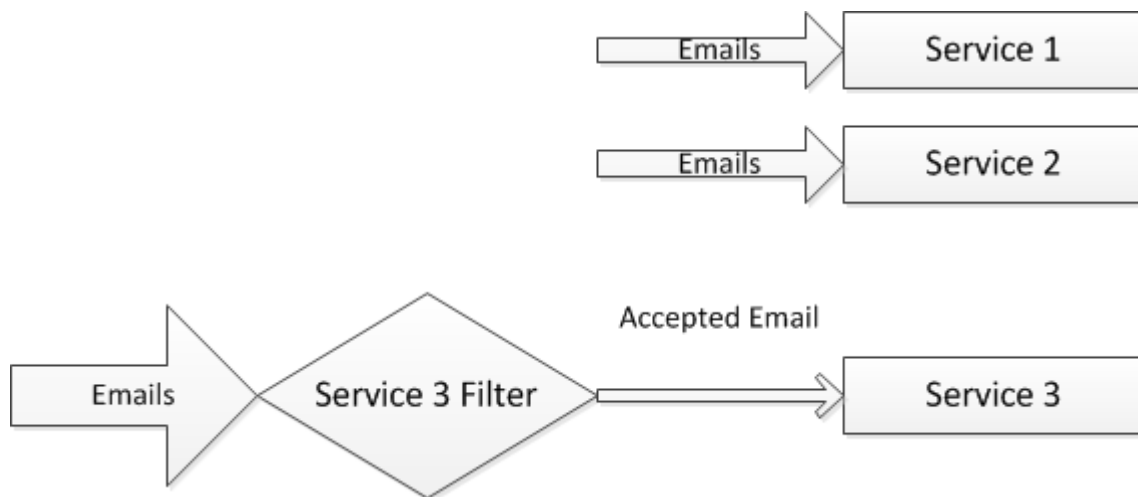 Emails
Service 1
Emails
Service 2
Accepted Email
Emails
Service 3 Filter
Service 3